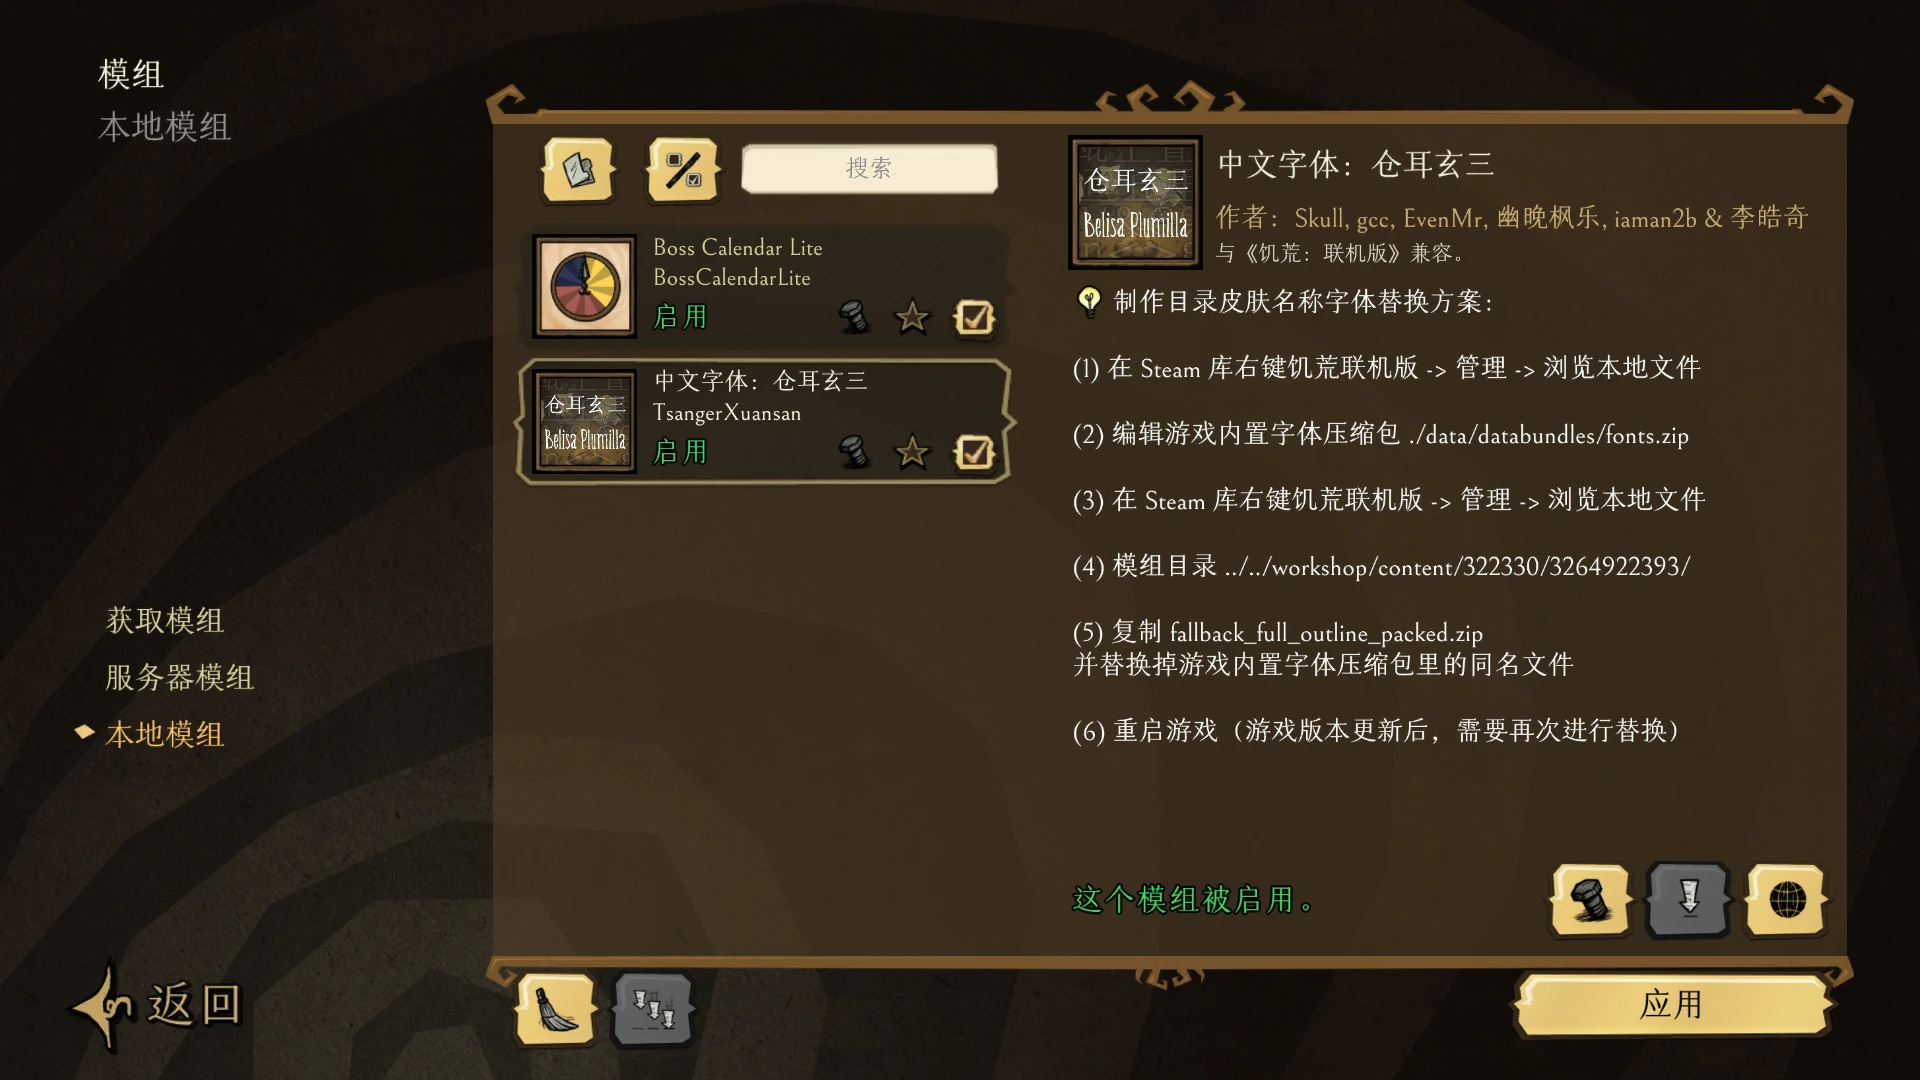 模组
本地模组
搜索
Boss Calendar Lite
BossCalendarLite
启用
仓耳玄三
Belisa Plumilla
中文字体：仓耳玄三
TsangerXuansan
启用
仓耳玄三
Belisa Plumilla
中文字体：仓耳玄三
作者：Skull, gcc, EvenMr, 幽晚枫乐, iaman2b & 李皓奇
与《饥荒：联机版》兼容。
制作目录皮肤名称字体替换方案：
(1) 在 Steam 库右键饥荒联机版 -> 管理 -> 浏览本地文件
(2) 编辑游戏内置字体压缩包 ./data/databundles/fonts.zip
(3) 在 Steam 库右键饥荒联机版 -> 管理 -> 浏览本地文件
(4) 模组目录 ../../workshop/content/322330/3264922393/
(5) 复制 fallback_full_outline_packed.zip
并替换掉游戏内置字体压缩包里的同名文件
(6) 重启游戏（游戏版本更新后，需要再次进行替换）
这个模组被启用。
获取模组
服务器模组
本地模组
返回
应用